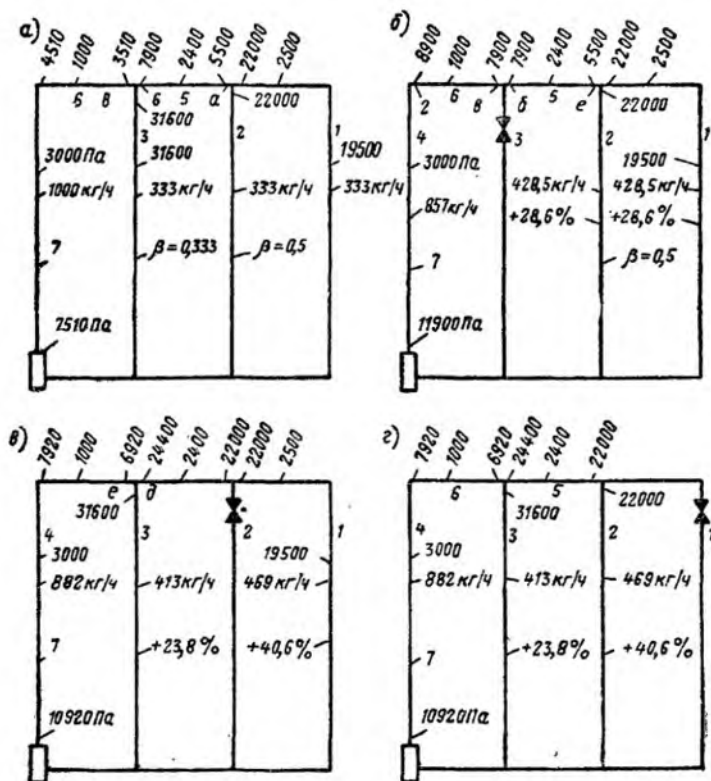 а)
4510 1000 3510 7900 2400 5500 22000 2500
6 в б 5 а 22000
31600
3 2 1
31600 19500
3000 Па
1000 кг/ч 333 кг/ч 333 кг/ч 333 кг/ч
7 β=0,333 β=0,5
7510 Па
б)
8900 1000 7900 7900 2400 5500 22000 2500
2 6 в б 5 е 22000
4 3 2 1
3000 Па 19500
428,5 кг/ч 428,5 кг/ч
857 кг/ч +28,6% +28,6%
7 β=0,5
11900 Па
в)
7920 1000 6920 24400 2400 22000 22000 2500
е д
31600
4 3 2 1
3000 19500
882 кг/ч 413 кг/ч 469 кг/ч
7 +23,8% +40,6%
10920 Па
г)
7920 1000 6920 24400 2400 22000
6 5 22000
31600
4 3 2 1
3000
882 кг/ч 413 кг/ч 469 кг/ч
7 +23,8% +40,6%
10920 Па